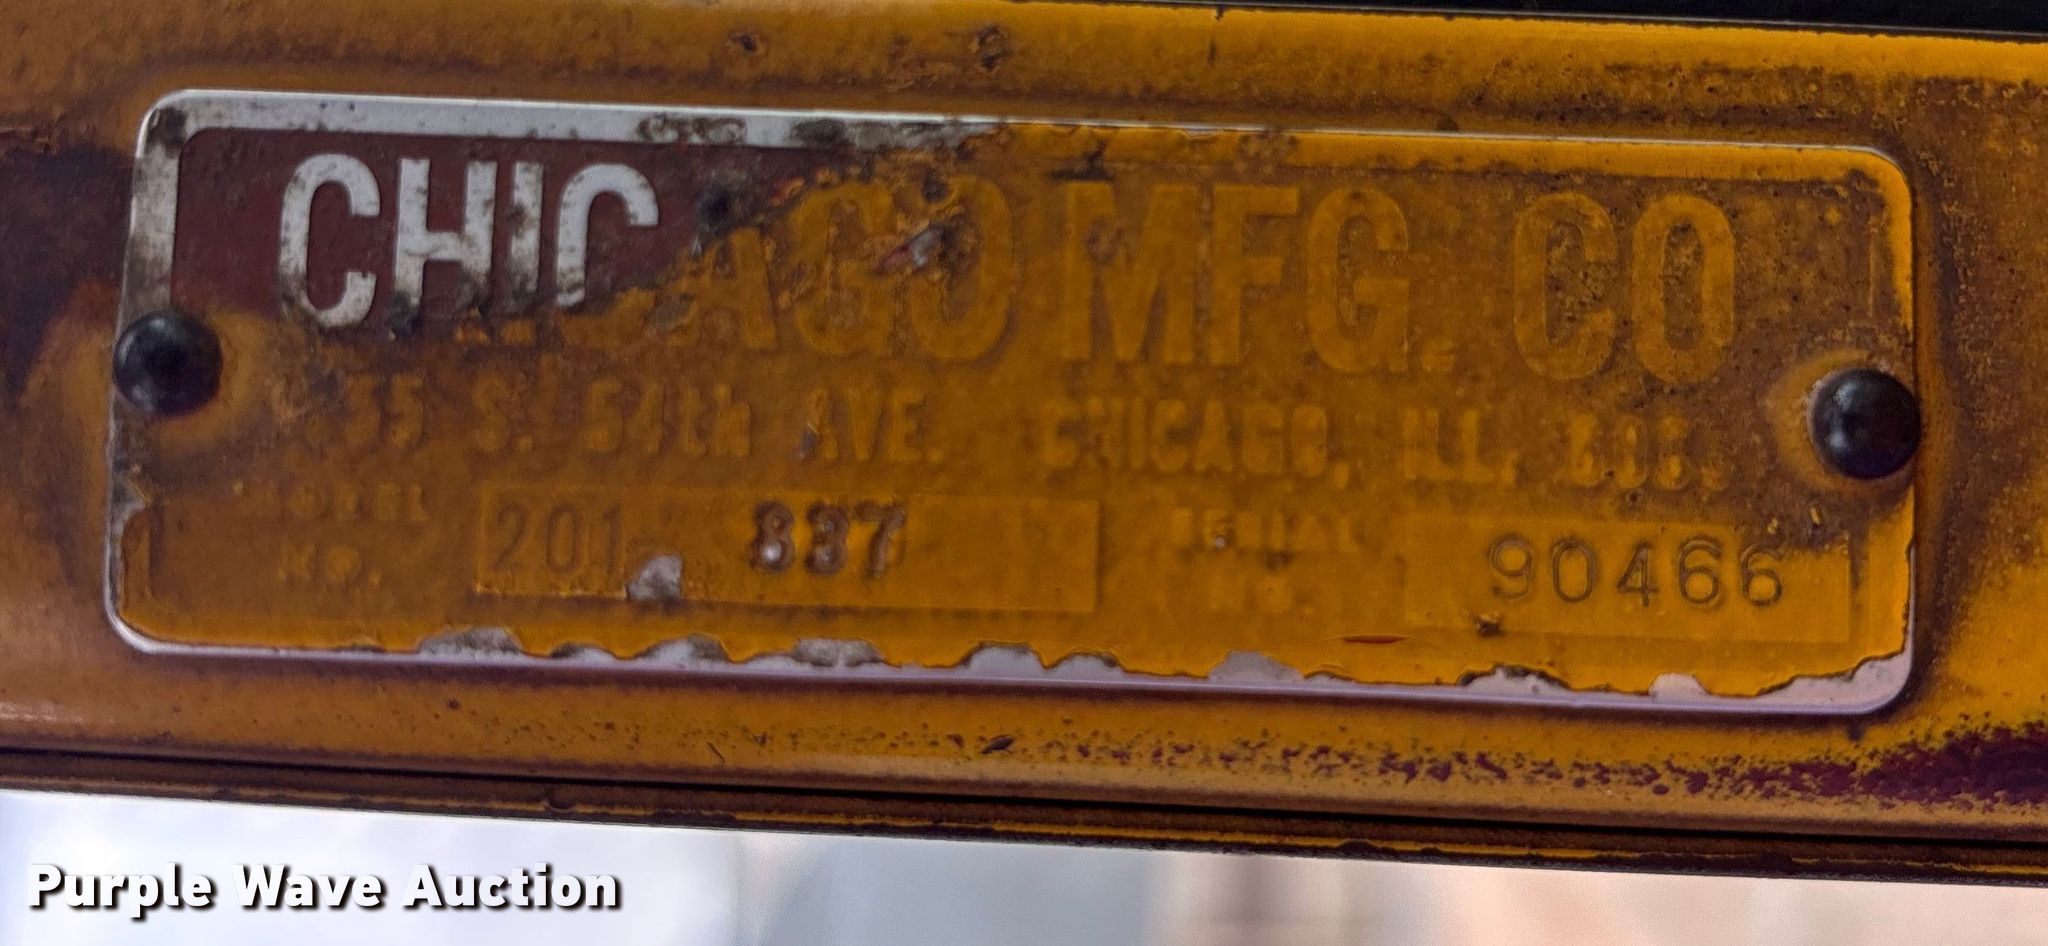 CHICAGO MFG. CO
S. 54th AVE. CHICAGO, ILL.
MODEL NO. 201- 837 SERIAL NO. 90466
Purple Wave Auction